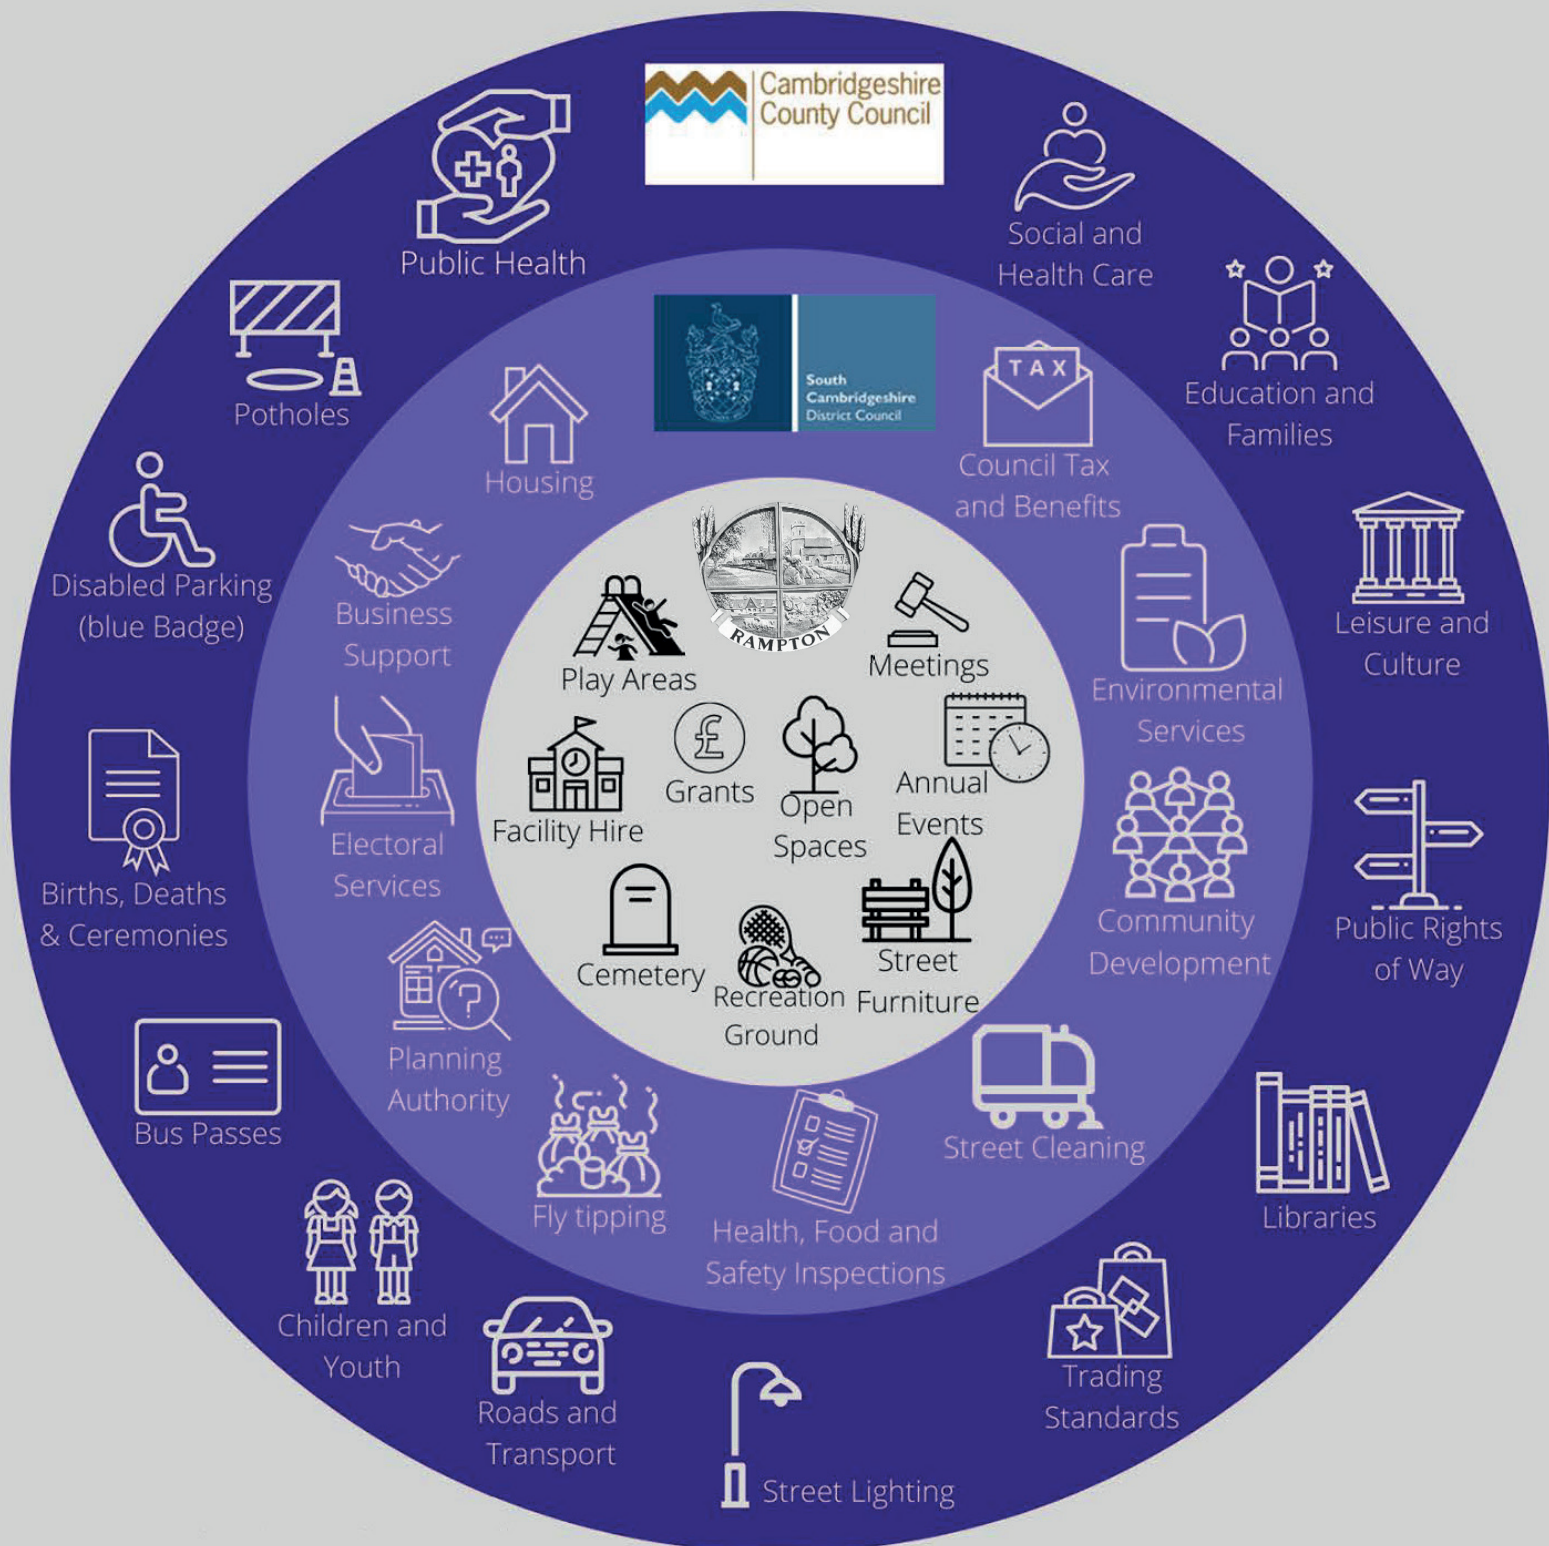 Cambridgeshire
County Council
Public Health
Social and
Health Care
Potholes
Education and
Families
South
Cambridgeshire
District Council
TAX
Housing
Council Tax
and Benefits
Disabled Parking
(blue Badge)
Business
Support
RAMPTON
Play Areas
Meetings
Leisure and
Culture
Environmental
Services
£
Grants
Open
Spaces
Annual
Events
Facility Hire
Electoral
Services
Births, Deaths
& Ceremonies
Community
Development
Public Rights
of Way
Cemetery
Recreation
Ground
Street
Furniture
?
Planning
Authority
Bus Passes
Street Cleaning
Fly tipping
Health, Food and
Safety Inspections
Libraries
Children and
Youth
Roads and
Transport
Trading
Standards
Street Lighting